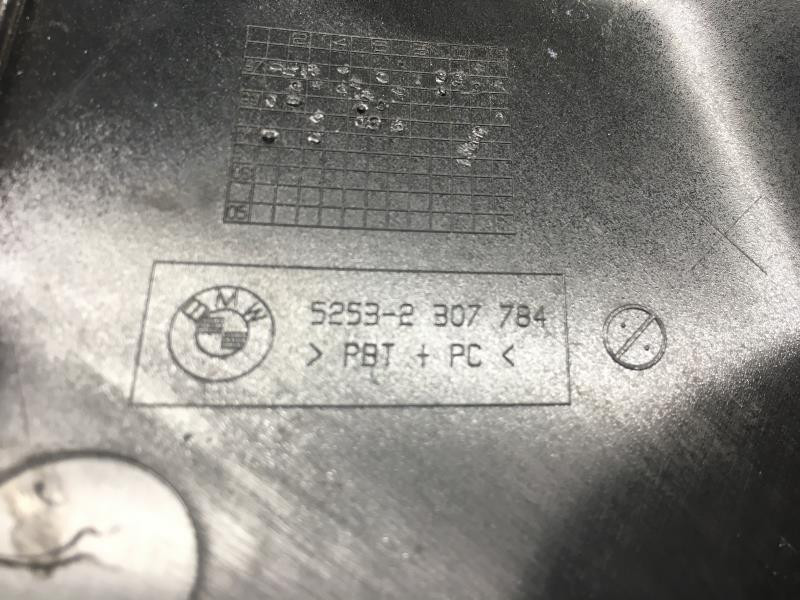 BMW
5253-2 307 784
> PBT + PC <